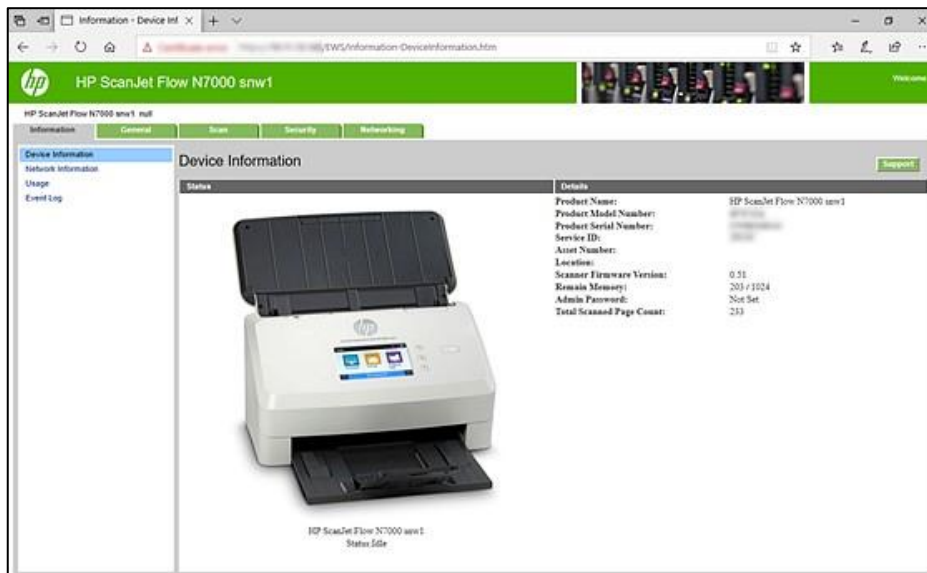 Information - Device Inf
/EWS/Information-DeviceInformation.htm
hp
HP ScanJet Flow N7000 snw1
Welcome
HP ScanJet Flow N7000 snw1 null
Information
General
Scan
Security
Networking
Device Information
Network Information
Usage
Event Log
Device Information
Support
Status
Details
Product Name: HP ScanJet Flow N7000 snw1
Product Model Number:
Product Serial Number:
Service ID:
Asset Number:
Location:
Scanner Firmware Version: 0.51
Remain Memory: 203 / 1024
Admin Password: Not Set
Total Scanned Page Count: 233
hp
HP ScanJet Flow N7000 snw1
Status:Idle